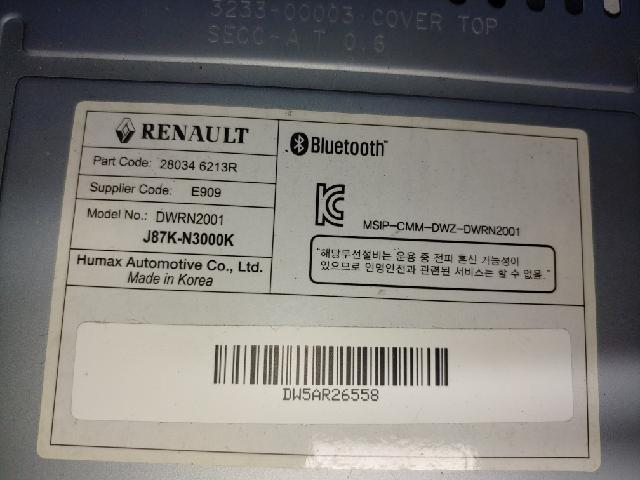 3233-00003 COVER TOP
SECC-A T 0.6
RENAULT
Part Code: 28034 6213R
Supplier Code: E909
Model No.: DWRN2001
J87K-N3000K
Humax Automotive Co., Ltd.
Made in Korea
Bluetooth
MSIP-CMM-DWZ-DWRN2001
"해당무선설비는 운용 중 전파 혼신 가능성이
있으므로 인명안전과 관련된 서비스는 할 수 없음."
DW5AR26558